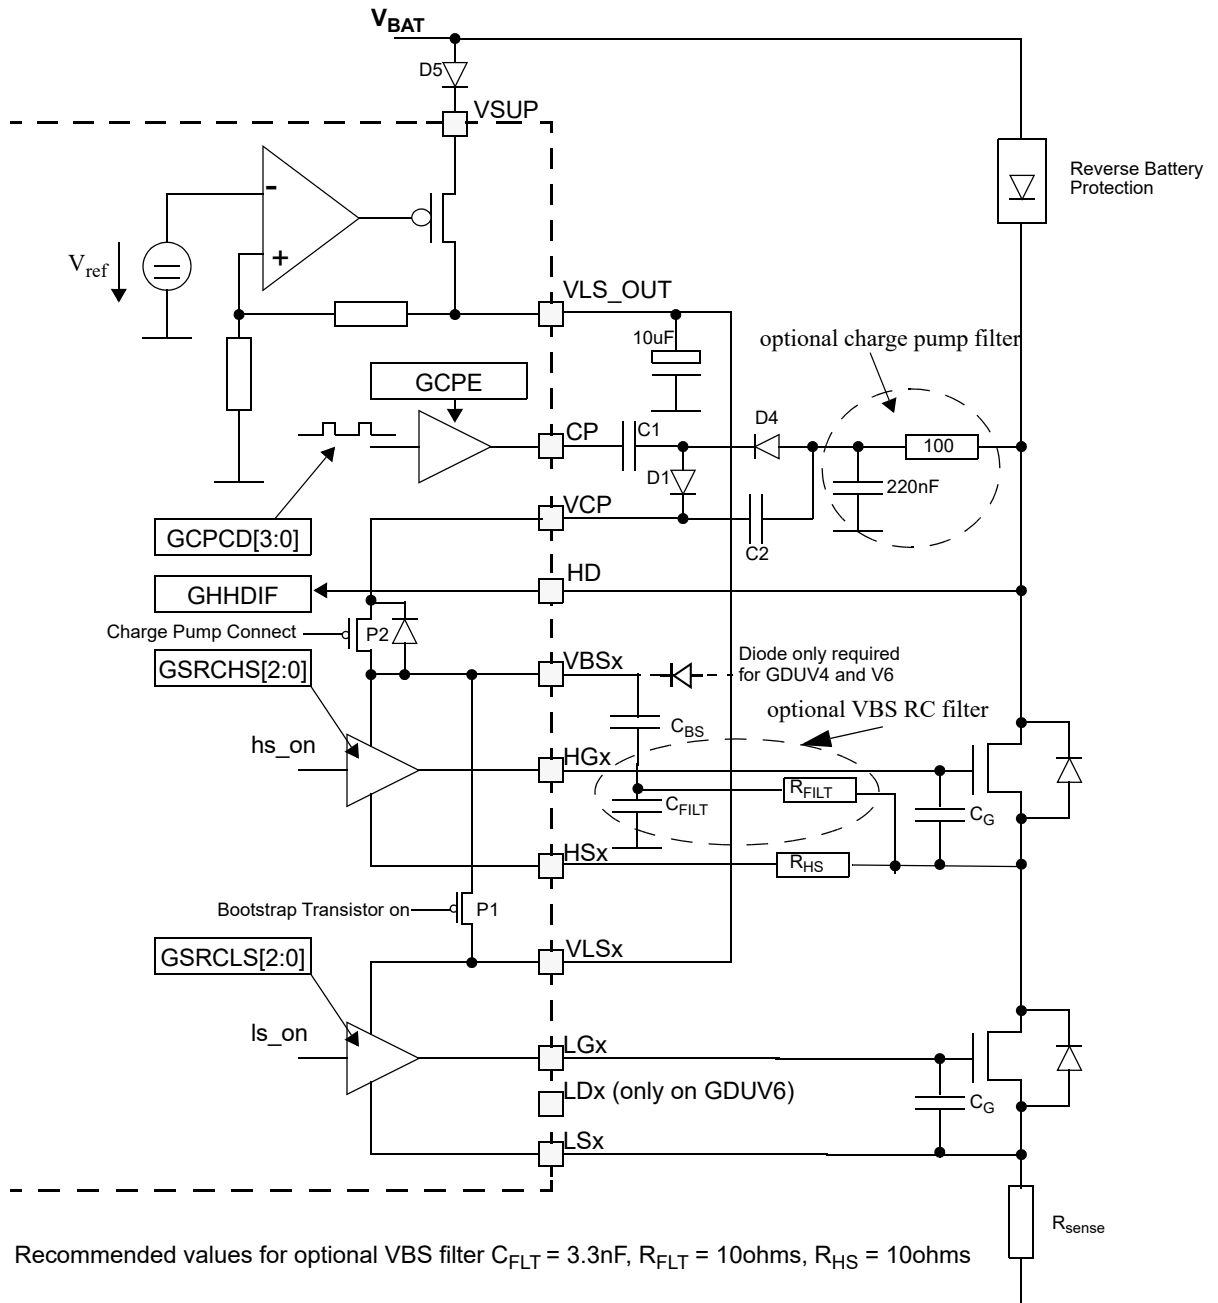 VBAT
D5
VSUP
Reverse Battery
Protection
-
+
Vref
VLS_OUT
10uF
optional charge pump filter
GCPE
CP
C1
D4
100
D1
220nF
VCP
C2
GCPCD[3:0]
HD
GHHDIF
Charge Pump Connect
P2
GSRCHS[2:0]
VBSx
Diode only required
for GDUV4 and V6
optional VBS RC filter
CBS
hs_on
HGx
RFILT
CFILT
CG
HSx
RHS
Bootstrap Transistor on
P1
GSRCLS[2:0]
VLSx
ls_on
LGx
LDx (only on GDUV6)
CG
LSx
Rsense
Recommended values for optional VBS filter CFLT = 3.3nF, RFLT = 10ohms, RHS = 10ohms